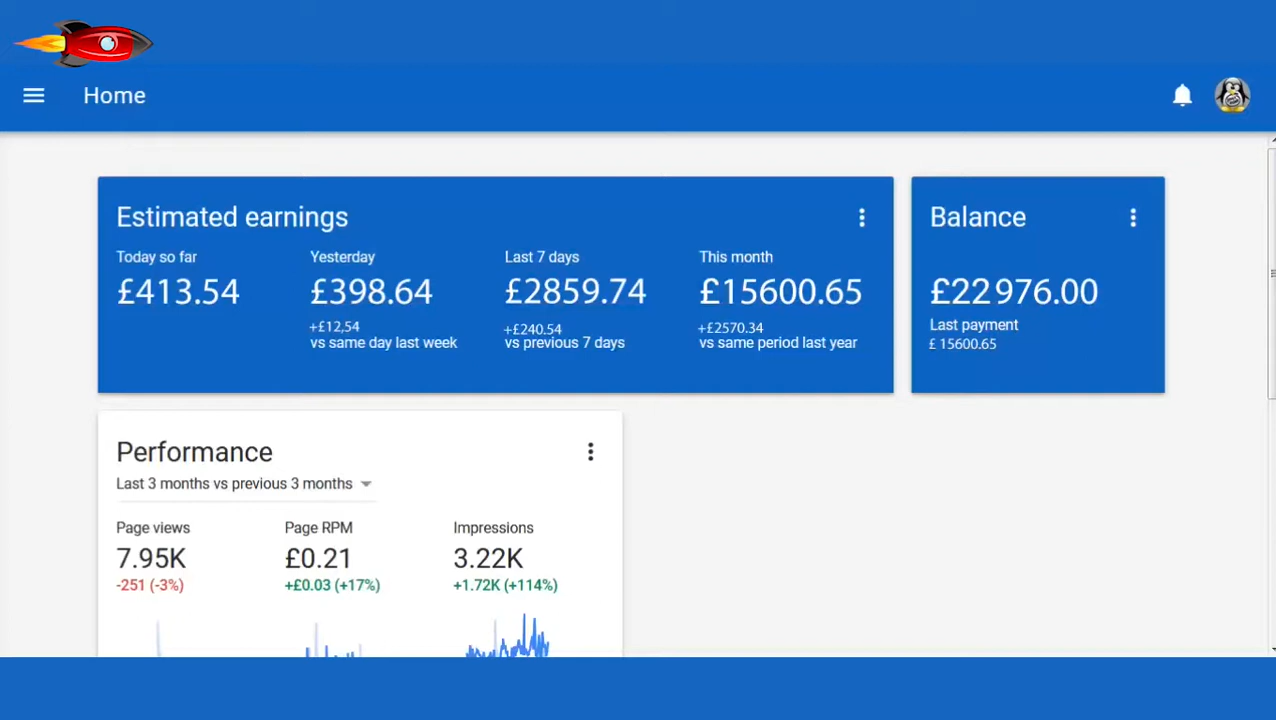 Home
Estimated earnings
Today so far
£413.54
Yesterday
£398.64
+£12,54
vs same day last week
Last 7 days
£2859.74
+£240.54
vs previous 7 days
This month
£15600.65
+£2570.34
vs same period last year
Balance
£22976.00
Last payment
£ 15600.65
Performance
Last 3 months vs previous 3 months
Page views
7.95K
-251 (-3%)
Page RPM
£0.21
+£0.03 (+17%)
Impressions
3.22K
+1.72K (+114%)